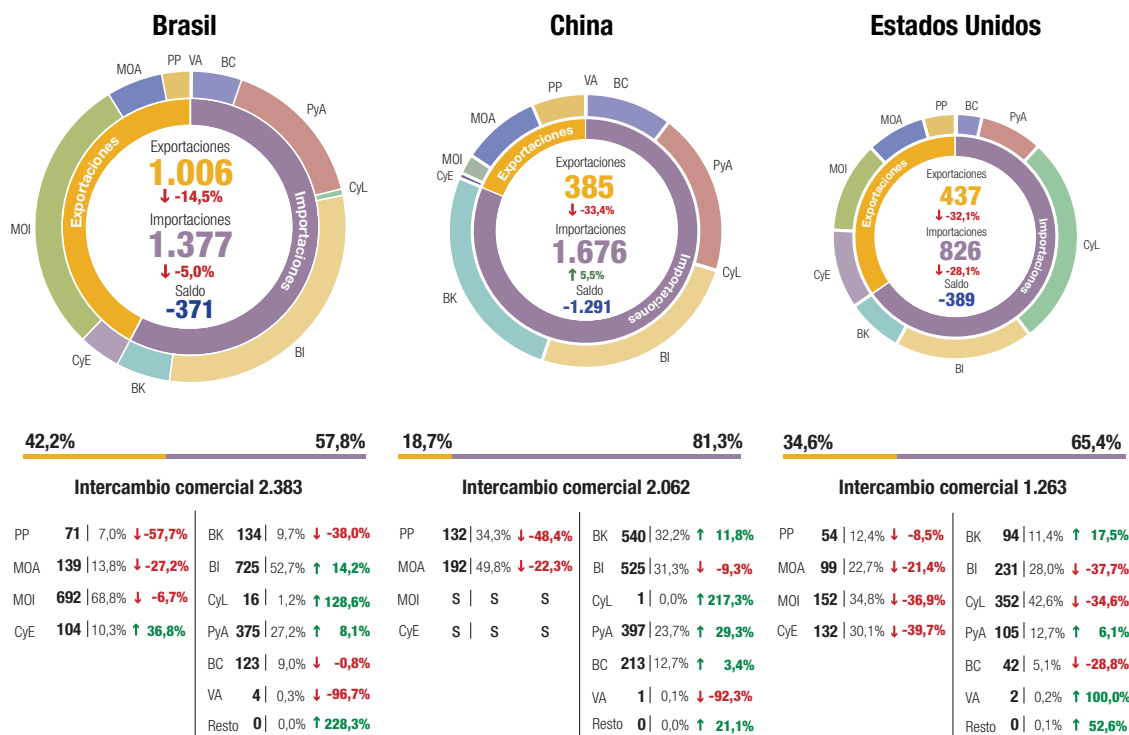 Brasil
MOA
PP
VA
BC
PyA
CyL
BI
BK
CyE
MOI
Exportaciones
Importaciones
Exportaciones
1.006
↓ -14,5%
Importaciones
1.377
↓ -5,0%
Saldo
-371
42,2% 57,8%
Intercambio comercial 2.383
PP 71 | 7,0% ↓ -57,7%
MOA 139 | 13,8% ↓ -27,2%
MOI 692 | 68,8% ↓ -6,7%
CyE 104 | 10,3% ↑ 36,8%
BK 134 | 9,7% ↓ -38,0%
BI 725 | 52,7% ↑ 14,2%
CyL 16 | 1,2% ↑ 128,6%
PyA 375 | 27,2% ↑ 8,1%
BC 123 | 9,0% ↓ -0,8%
VA 4 | 0,3% ↓ -96,7%
Resto 0 | 0,0% ↑ 228,3%
China
MOA
PP
VA
BC
PyA
CyL
BI
BK
CyE
MOI
Exportaciones
Importaciones
Exportaciones
385
↓ -33,4%
Importaciones
1.676
↑ 5,5%
Saldo
-1.291
18,7% 81,3%
Intercambio comercial 2.062
PP 132 | 34,3% ↓ -48,4%
MOA 192 | 49,8% ↓ -22,3%
MOI S | S S
CyE S | S S
BK 540 | 32,2% ↑ 11,8%
BI 525 | 31,3% ↓ -9,3%
CyL 1 | 0,0% ↑ 217,3%
PyA 397 | 23,7% ↑ 29,3%
BC 213 | 12,7% ↑ 3,4%
VA 1 | 0,1% ↓ -92,3%
Resto 0 | 0,0% ↑ 21,1%
Estados Unidos
MOA
PP
BC
PyA
CyL
BI
BK
CyE
MOI
Exportaciones
Importaciones
Exportaciones
437
↓ -32,1%
Importaciones
826
↓ -28,1%
Saldo
-389
34,6% 65,4%
Intercambio comercial 1.263
PP 54 | 12,4% ↓ -8,5%
MOA 99 | 22,7% ↓ -21,4%
MOI 152 | 34,8% ↓ -36,9%
CyE 132 | 30,1% ↓ -39,7%
BK 94 | 11,4% ↑ 17,5%
BI 231 | 28,0% ↓ -37,7%
CyL 352 | 42,6% ↓ -34,6%
PyA 105 | 12,7% ↑ 6,1%
BC 42 | 5,1% ↓ -28,8%
VA 2 | 0,2% ↑ 100,0%
Resto 0 | 0,1% ↑ 52,6%